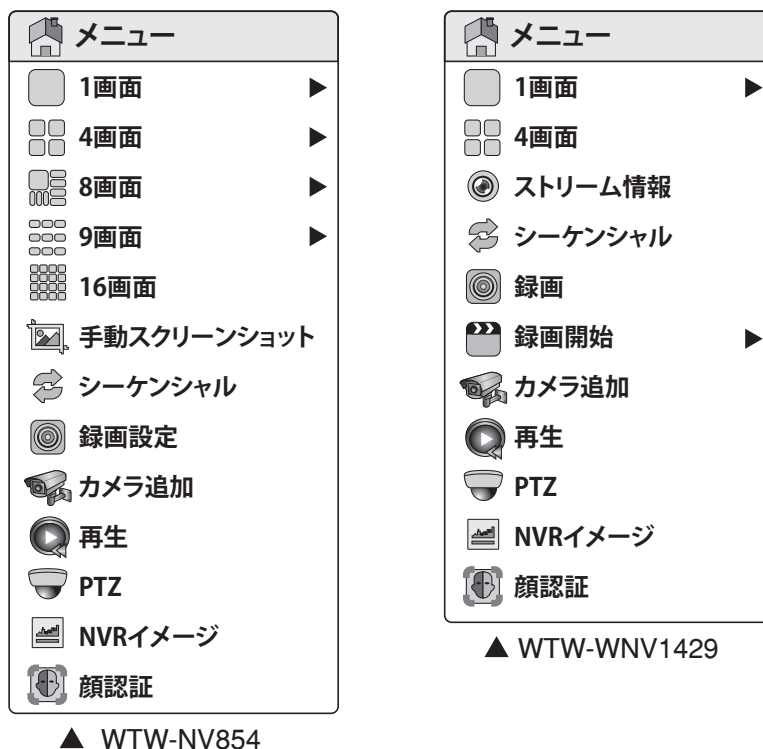 メニュー
1画面 ▶
4画面 ▶
8画面 ▶
9画面 ▶
16画面
手動スクリーンショット
シーケンシャル
録画設定
カメラ追加
再生
PTZ
NVRイメージ
顔認証
▲ WTW-NV854
メニュー
1画面 ▶
4画面
ストリーム情報
シーケンシャル
録画
録画開始 ▶
カメラ追加
再生
PTZ
NVRイメージ
顔認証
▲ WTW-WNV1429